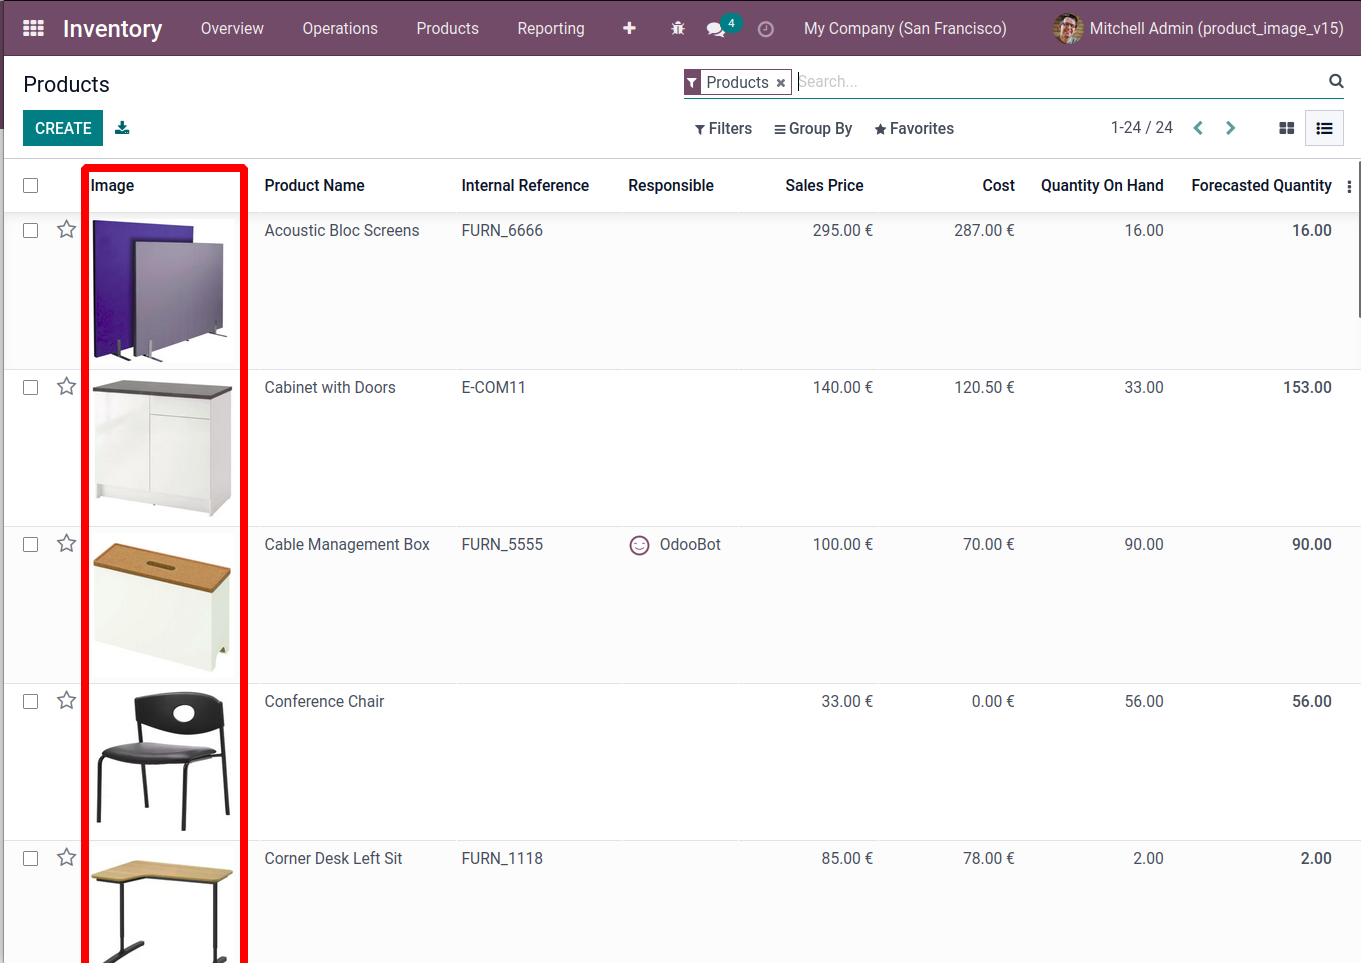 Inventory Overview Operations Products Reporting 4 My Company (San Francisco) Mitchell Admin (product_image_v15)
Products
Products × Search...
CREATE
Filters Group By Favorites 1-24 / 24
Image Product Name Internal Reference Responsible Sales Price Cost Quantity On Hand Forecasted Quantity
Acoustic Bloc Screens FURN_6666 295.00 € 287.00 € 16.00 16.00
Cabinet with Doors E-COM11 140.00 € 120.50 € 33.00 153.00
Cable Management Box FURN_5555 OdooBot 100.00 € 70.00 € 90.00 90.00
Conference Chair 33.00 € 0.00 € 56.00 56.00
Corner Desk Left Sit FURN_1118 85.00 € 78.00 € 2.00 2.00